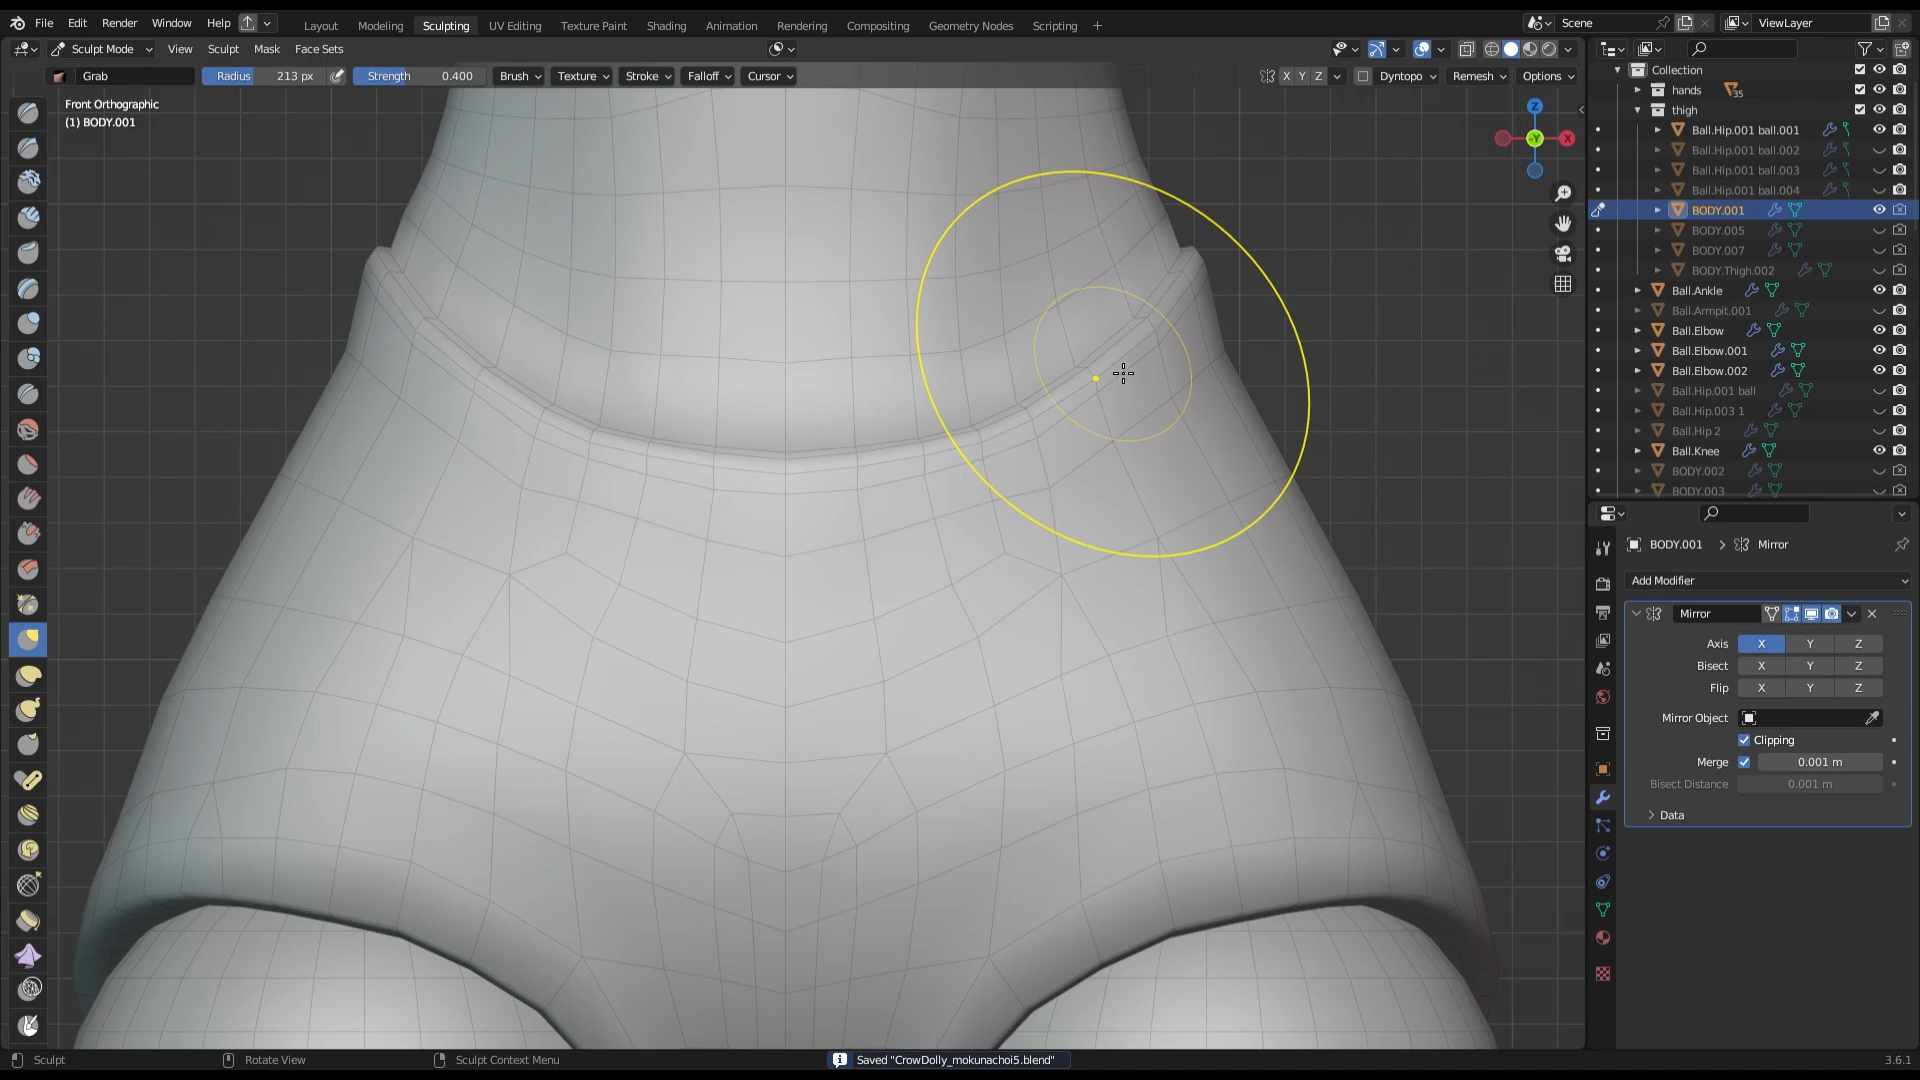 File Edit Render Window Help Layout Modeling Sculpting UV Editing Texture Paint Shading Animation Rendering Compositing Geometry Nodes Scripting + Scene ViewLayer
Sculpt Mode View Sculpt Mask Face Sets
Grab Radius 213 px Strength 0.400 Brush Texture Stroke Falloff Cursor X Y Z Dyntopo Remesh Options
Front Orthographic
(1) BODY.001
Z
-Y
X
Collection
hands 35
thigh
Ball.Hip.001 ball.001
Ball.Hip.001 ball.002
Ball.Hip.001 ball.003
Ball.Hip.001 ball.004
BODY.001
BODY.005
BODY.007
BODY.Thigh.002
Ball.Ankle
Ball.Armpit.001
Ball.Elbow
Ball.Elbow.001
Ball.Elbow.002
Ball.Hip.001 ball
Ball.Hip.003 1
Ball.Hip 2
Ball.Knee
BODY.002
BODY.003
BODY.001 Mirror
Add Modifier
Mirror
Axis X Y Z
Bisect X Y Z
Flip X Y Z
Mirror Object
Clipping
Merge 0.001 m
Bisect Distance 0.001 m
Data
Sculpt Rotate View Sculpt Context Menu Saved "CrowDolly_mokunachoi5.blend" 3.6.1